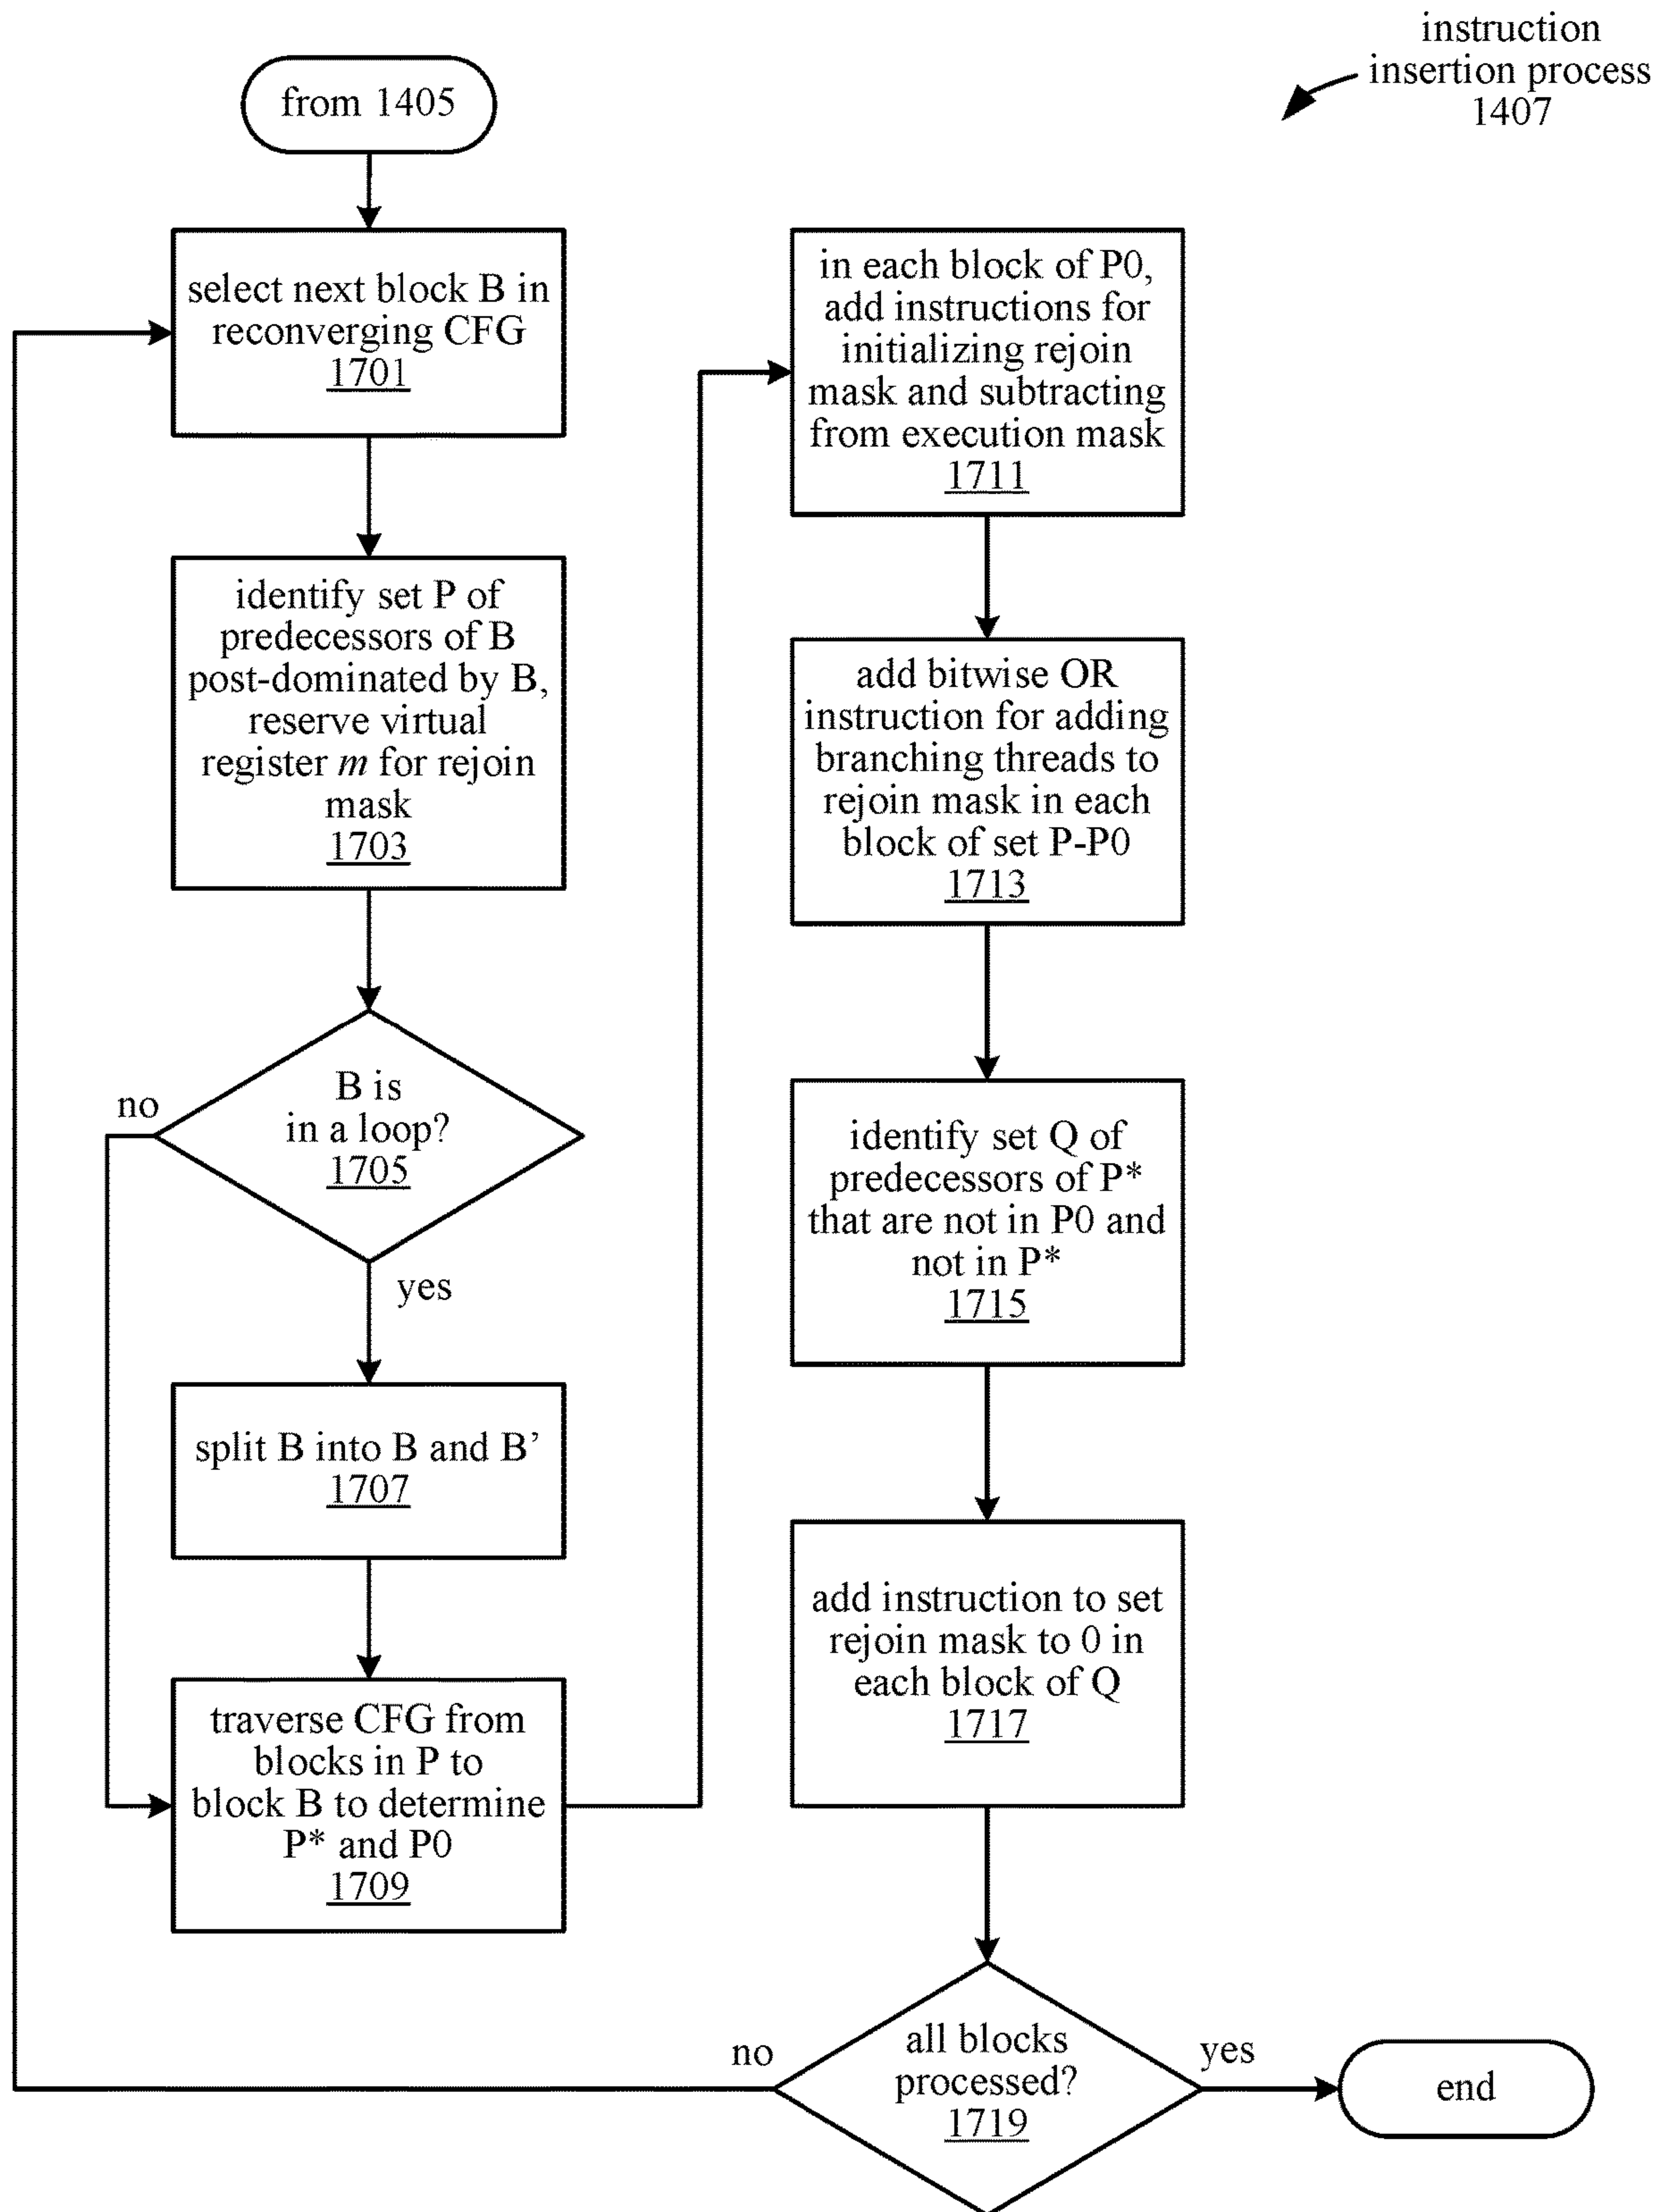 instruction
insertion process
1407
from 1405
select next block B in
reconverging CFG
1701
identify set P of
predecessors of B
post-dominated by B,
reserve virtual
register m for rejoin
mask
1703
B is
in a loop?
1705
no
yes
split B into B and B’
1707
traverse CFG from
blocks in P to
block B to determine
P* and P0
1709
in each block of P0,
add instructions for
initializing rejoin
mask and subtracting
from execution mask
1711
add bitwise OR
instruction for adding
branching threads to
rejoin mask in each
block of set P-P0
1713
identify set Q of
predecessors of P*
that are not in P0 and
not in P*
1715
add instruction to set
rejoin mask to 0 in
each block of Q
1717
all blocks
processed?
1719
no
yes
end